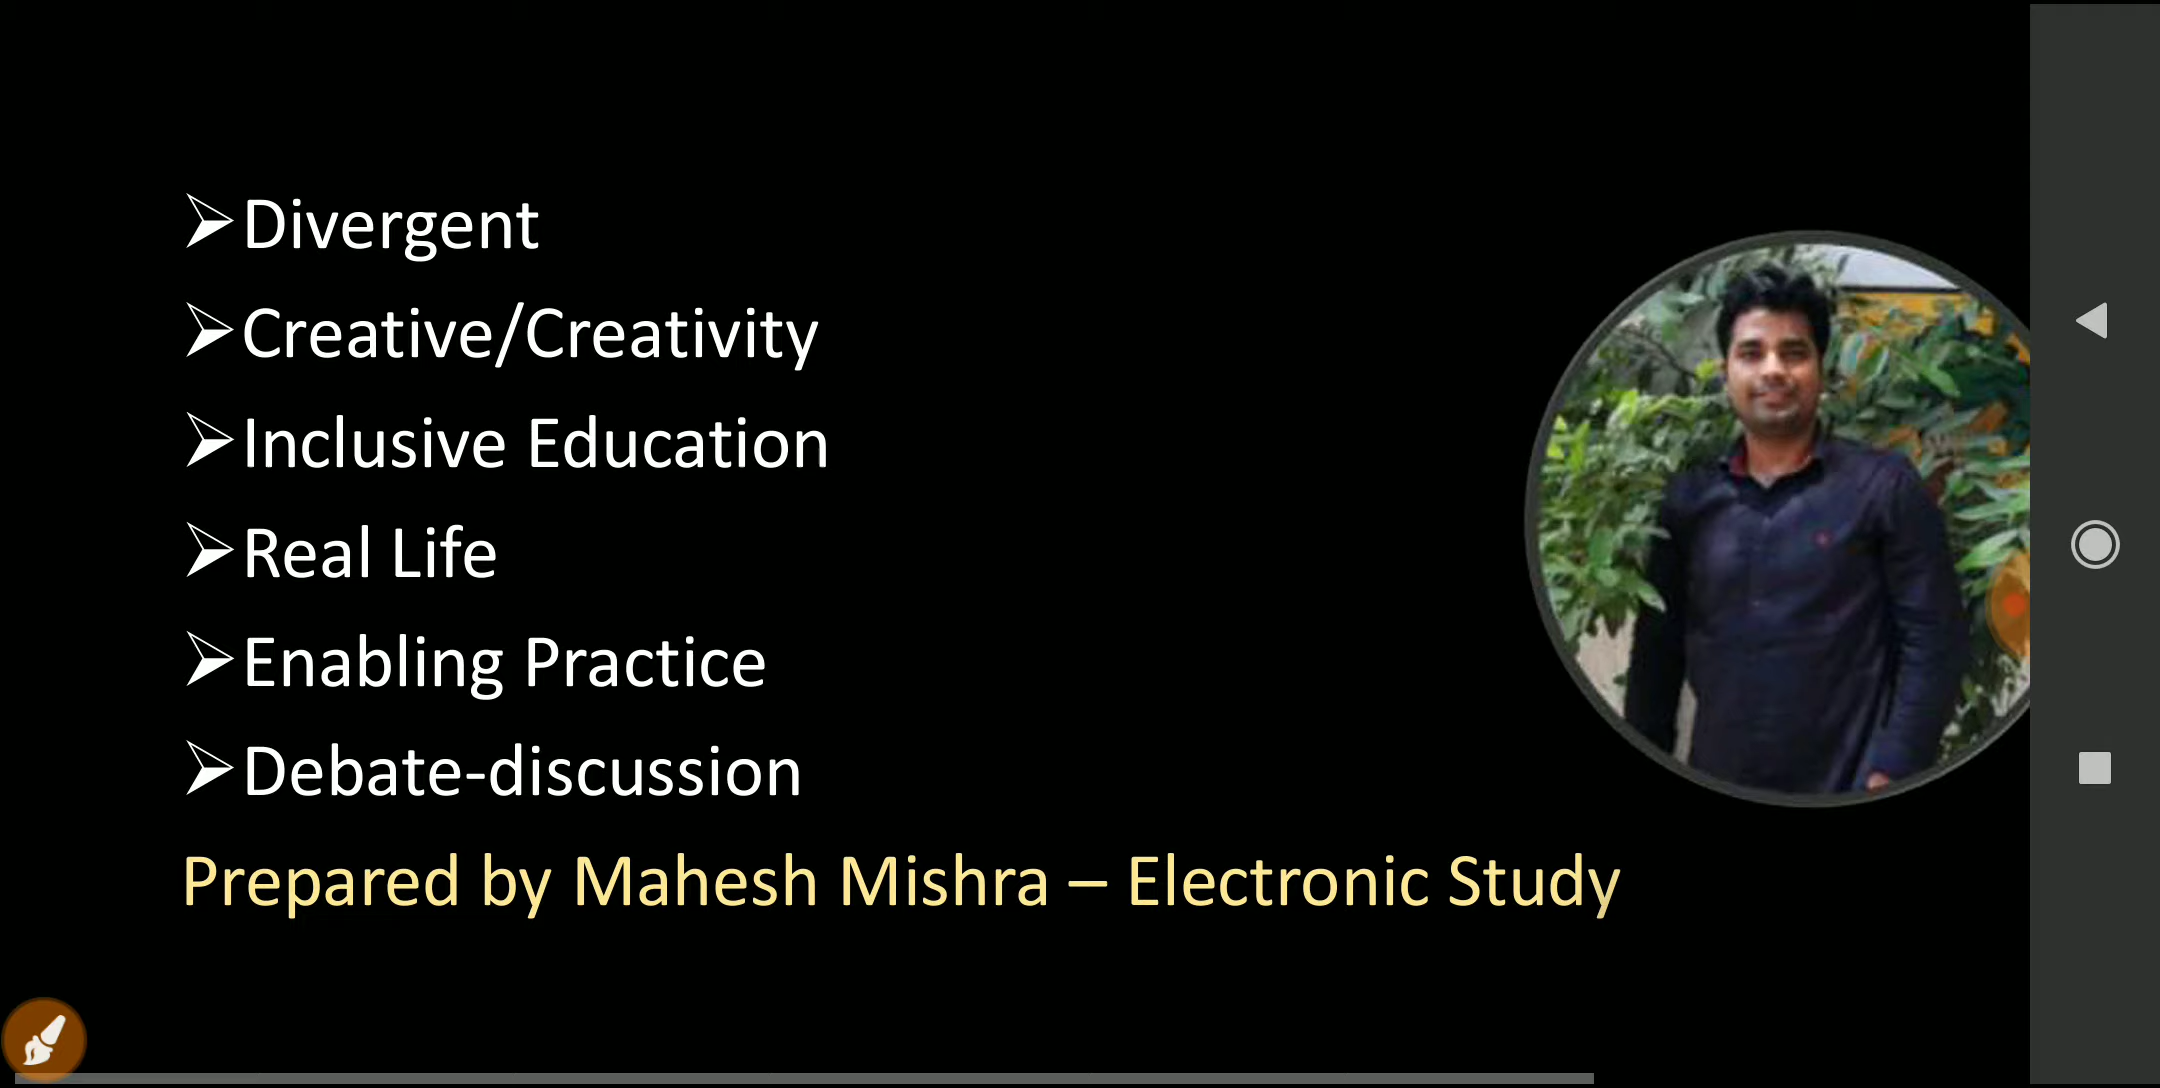 ➢Divergent
➢Creative/Creativity
➢Inclusive Education
➢Real Life
➢Enabling Practice
➢Debate-discussion
Prepared by Mahesh Mishra – Electronic Study